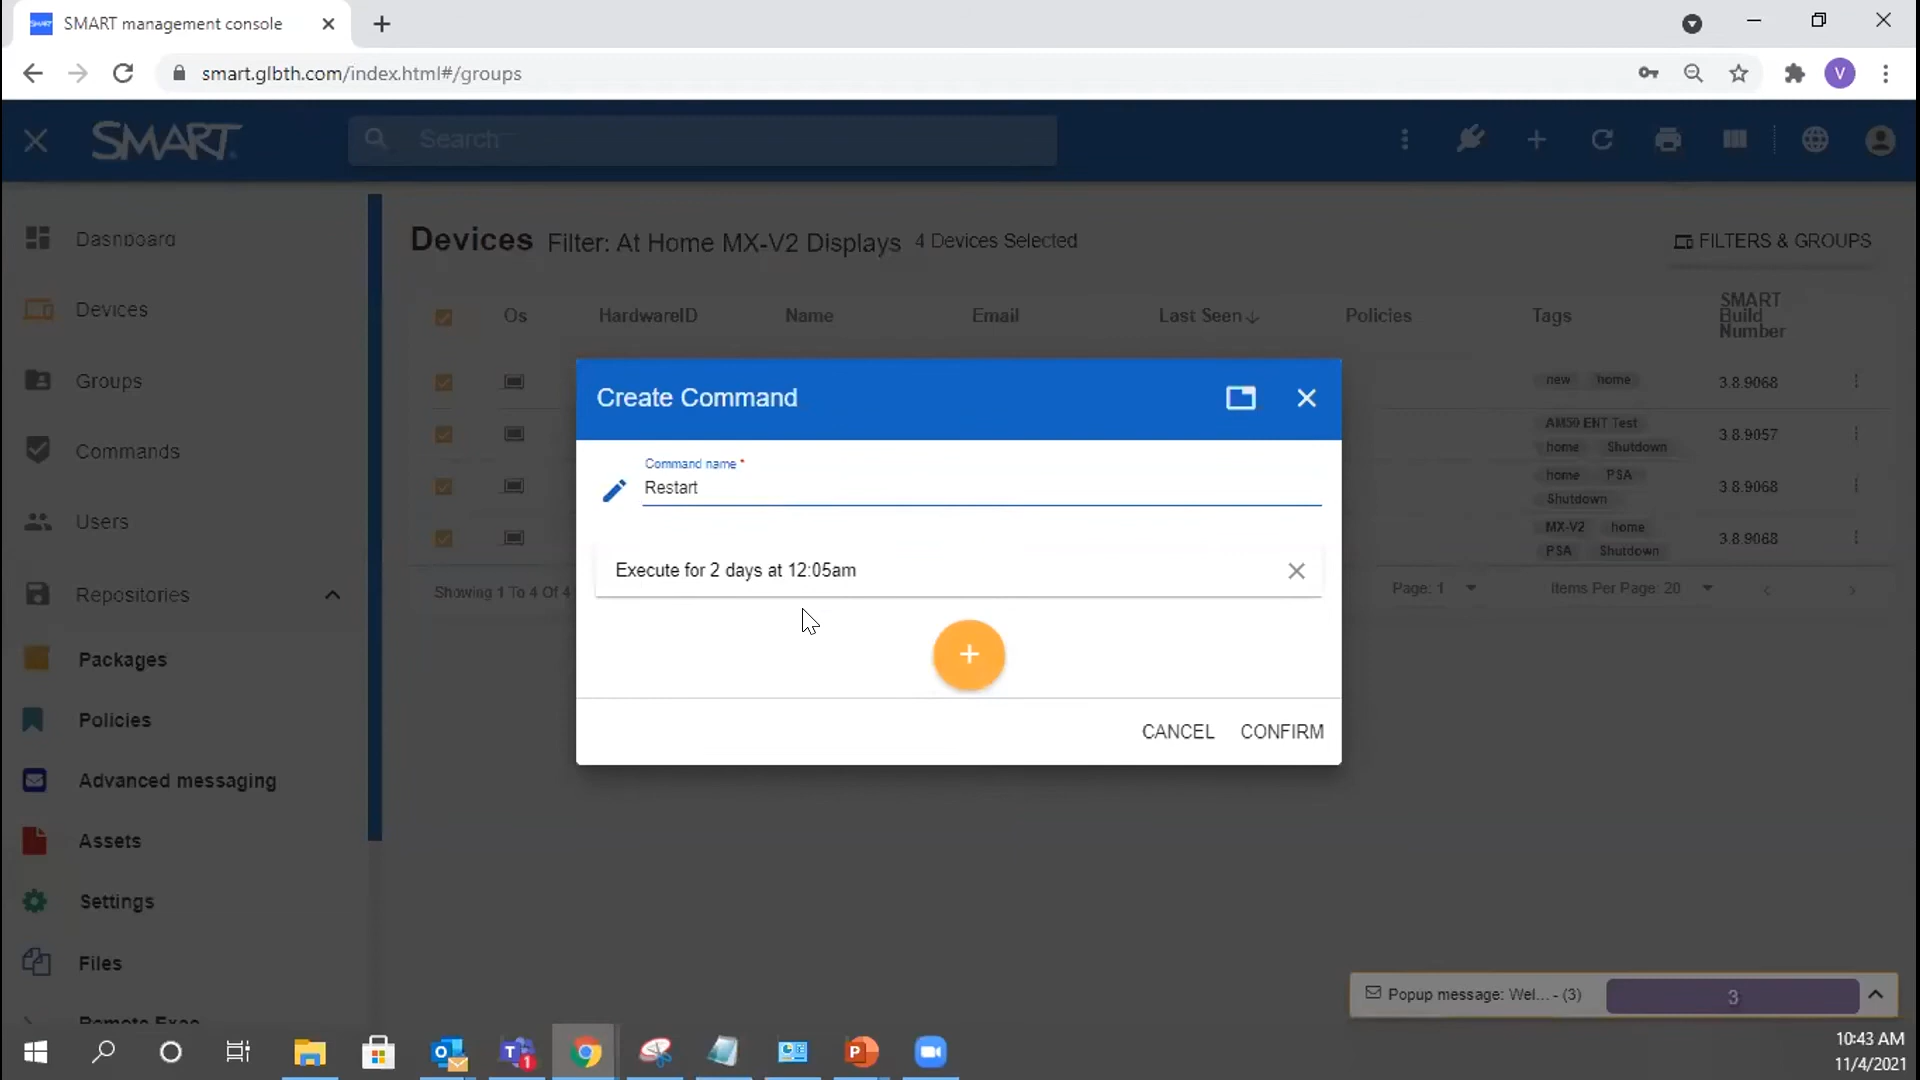 SMART management console
smart.glbth.com/index.html#/groups
V
SMART
Search
Dashboard
Devices
Groups
Commands
Users
Repositories
Packages
Policies
Advanced messaging
Assets
Settings
Files
Remote Exec
Devices Filter: At Home MX-V2 Displays 4 Devices Selected
FILTERS & GROUPS
Os HardwareID Name Email Last Seen Policies Tags SMART Build Number
new home 3.8.9068
AM50 ENT Test
home Shutdown 3.8.9057
home PSA
Shutdown 3.8.9068
MX-V2 home
PSA Shutdown 3.8.9068
Showing 1 To 4 Of 4
Page: 1
Items Per Page: 20
Create Command
Command name *
Restart
Execute for 2 days at 12:05am
CANCEL CONFIRM
Popup message: Wel... - (3)
3
10:43 AM
11/4/2021